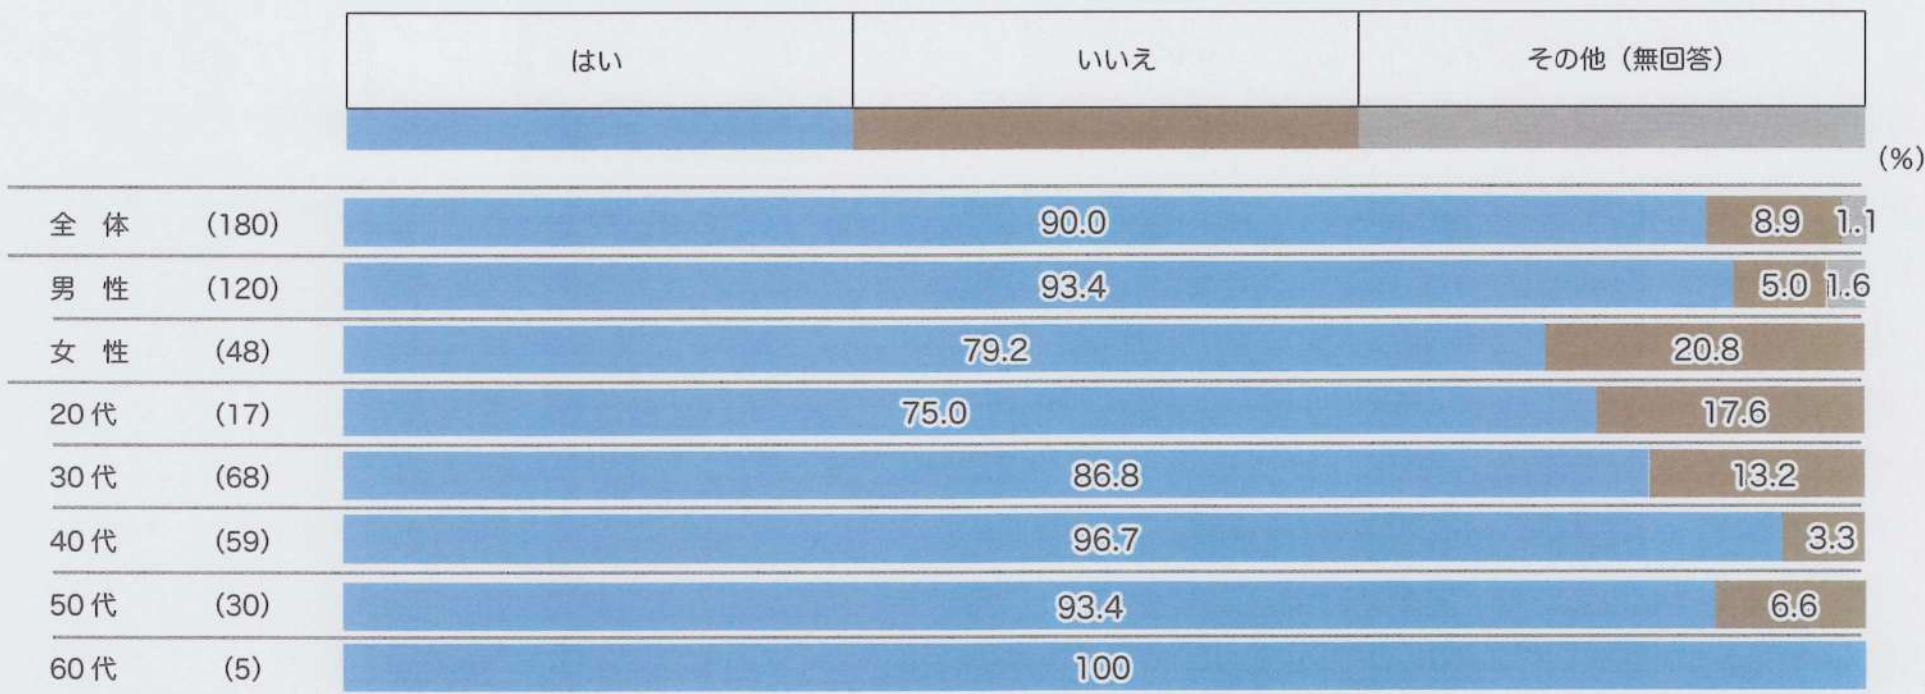 はい いいえ その他（無回答）
(%)
全 体 (180) 90.0 8.9 1.1
男 性 (120) 93.4 5.0 1.6
女 性 (48) 79.2 20.8
20代 (17) 75.0 17.6
30代 (68) 86.8 13.2
40代 (59) 96.7 3.3
50代 (30) 93.4 6.6
60代 (5) 100